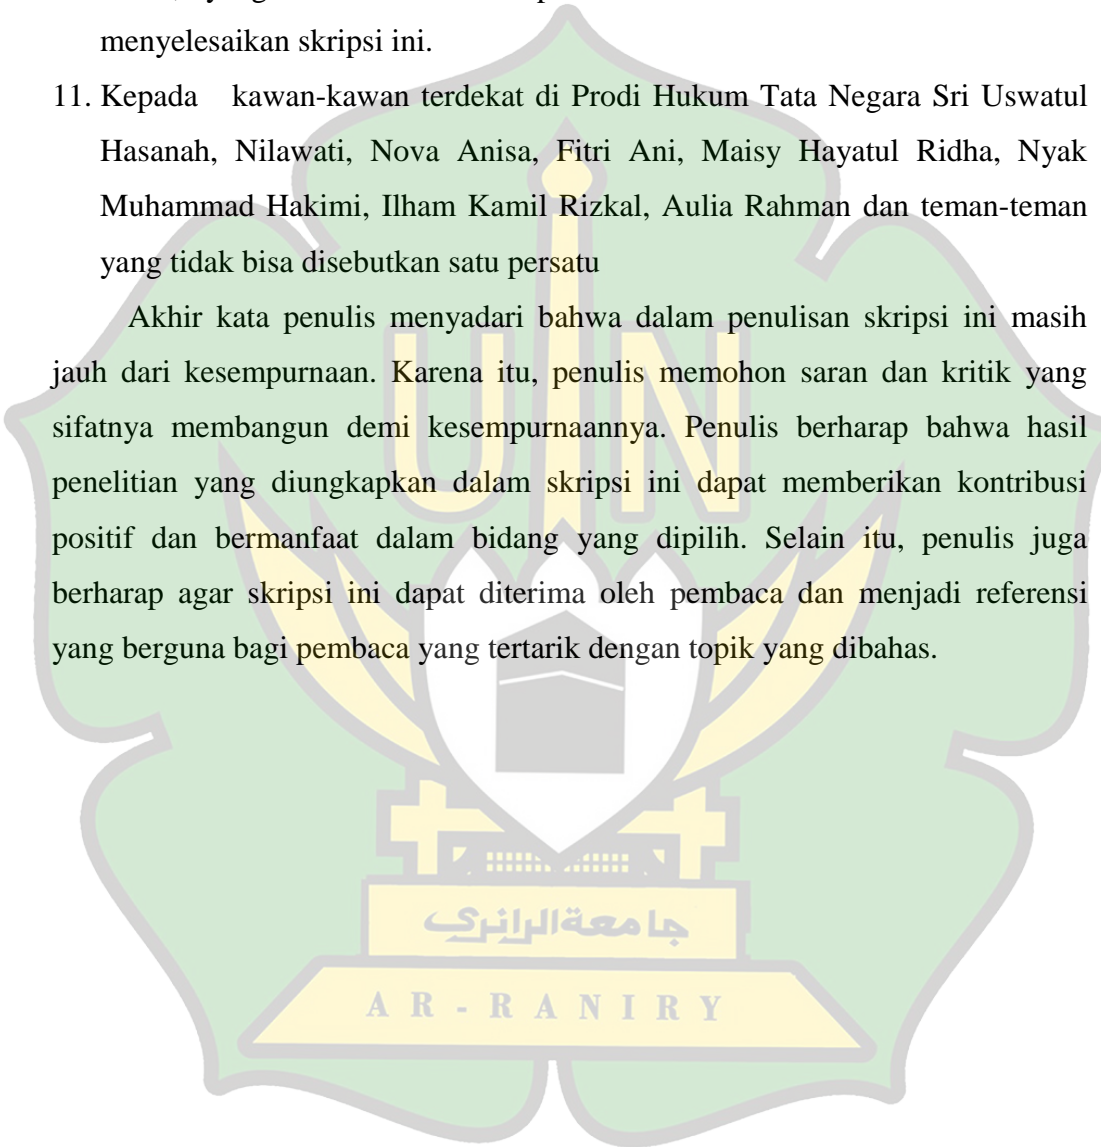 menyelesaikan skripsi ini.
11. Kepada kawan-kawan terdekat di Prodi Hukum Tata Negara Sri Uswatul
Hasanah, Nilawati, Nova Anisa, Fitri Ani, Maisy Hayatul Ridha, Nyak
Muhammad Hakimi, Ilham Kamil Rizkal, Aulia Rahman dan teman-teman
yang tidak bisa disebutkan satu persatu
Akhir kata penulis menyadari bahwa dalam penulisan skripsi ini masih
jauh dari kesempurnaan. Karena itu, penulis memohon saran dan kritik yang
sifatnya membangun demi kesempurnaannya. Penulis berharap bahwa hasil
penelitian yang diungkapkan dalam skripsi ini dapat memberikan kontribusi
positif dan bermanfaat dalam bidang yang dipilih. Selain itu, penulis juga
berharap agar skripsi ini dapat diterima oleh pembaca dan menjadi referensi
yang berguna bagi pembaca yang tertarik dengan topik yang dibahas.
UIN
جامعة الرانري
AR-RANIRY